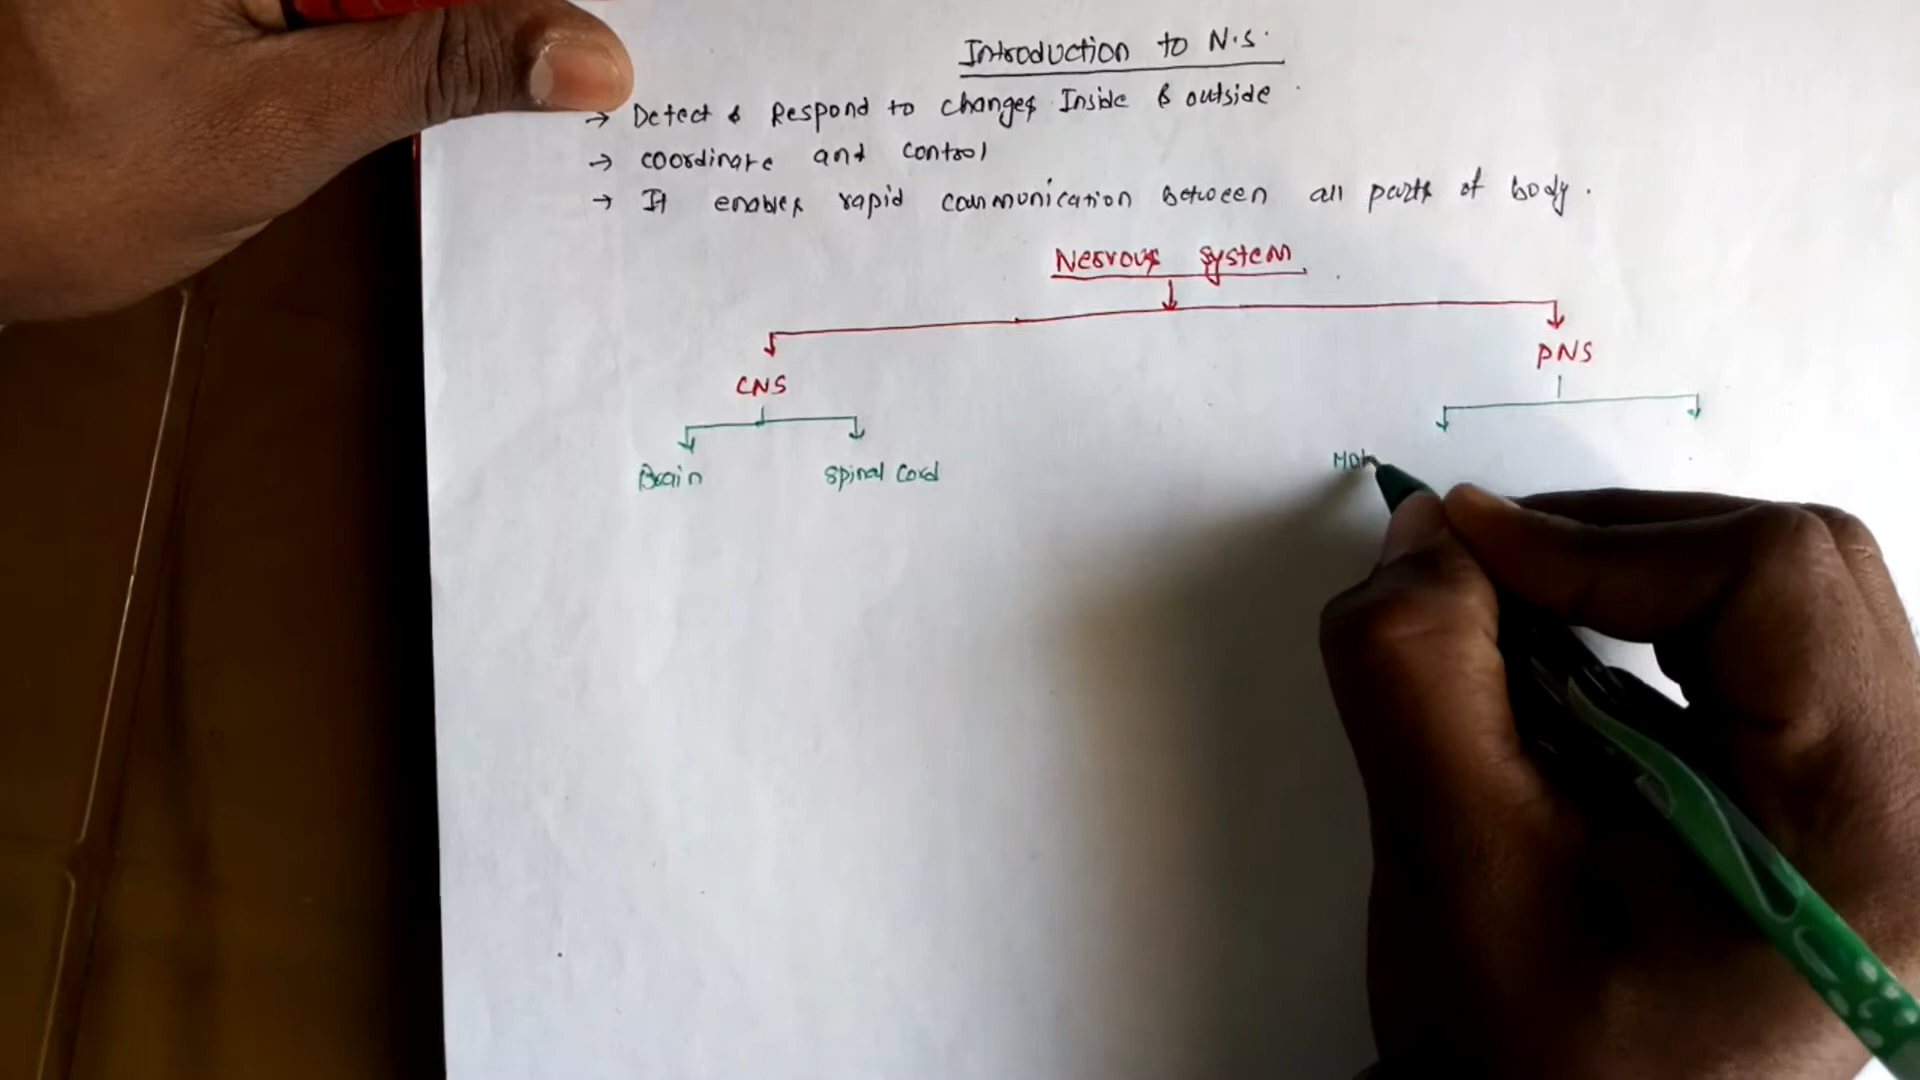 Introduction to N.S.
→ Detect & Respond to changes Inside & outside
→ coordinate and control
→ It enables rapid communication between all parts of body.
Nervous system
CNS
PNS
Brain
Spinal Cord